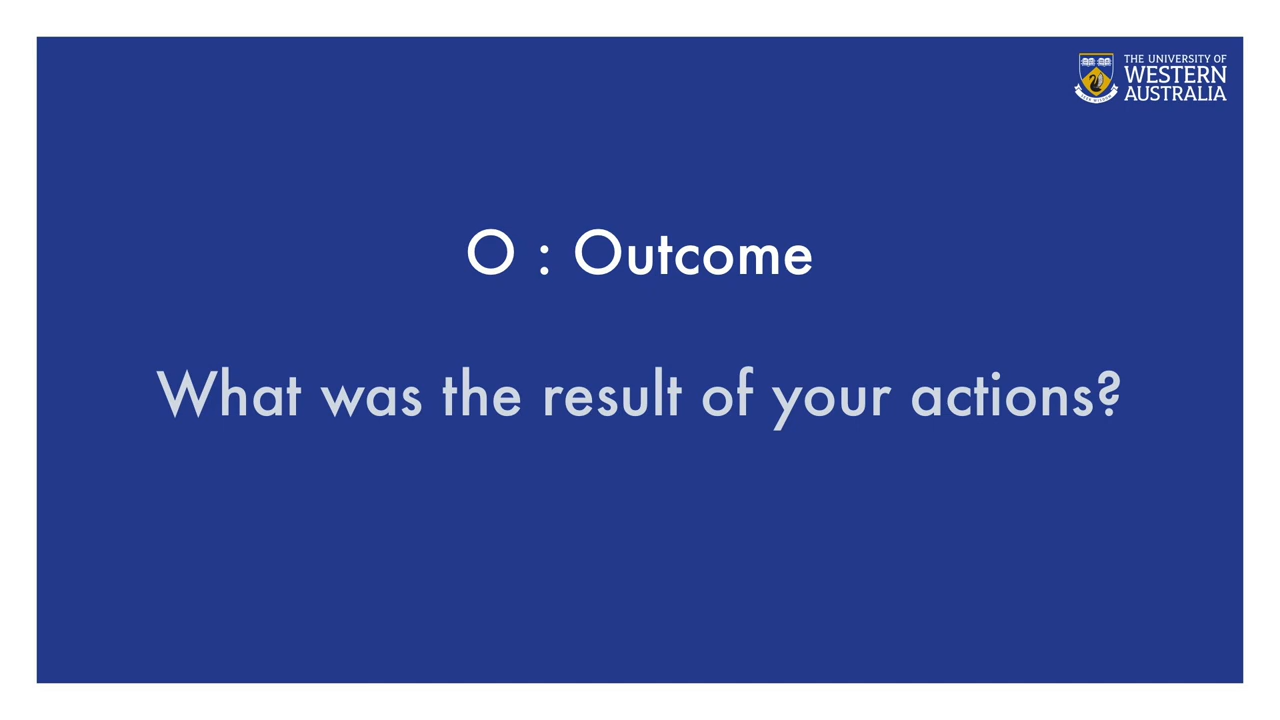 THE UNIVERSITY OF
WESTERN
AUSTRALIA
O : Outcome
What was the result of your actions?